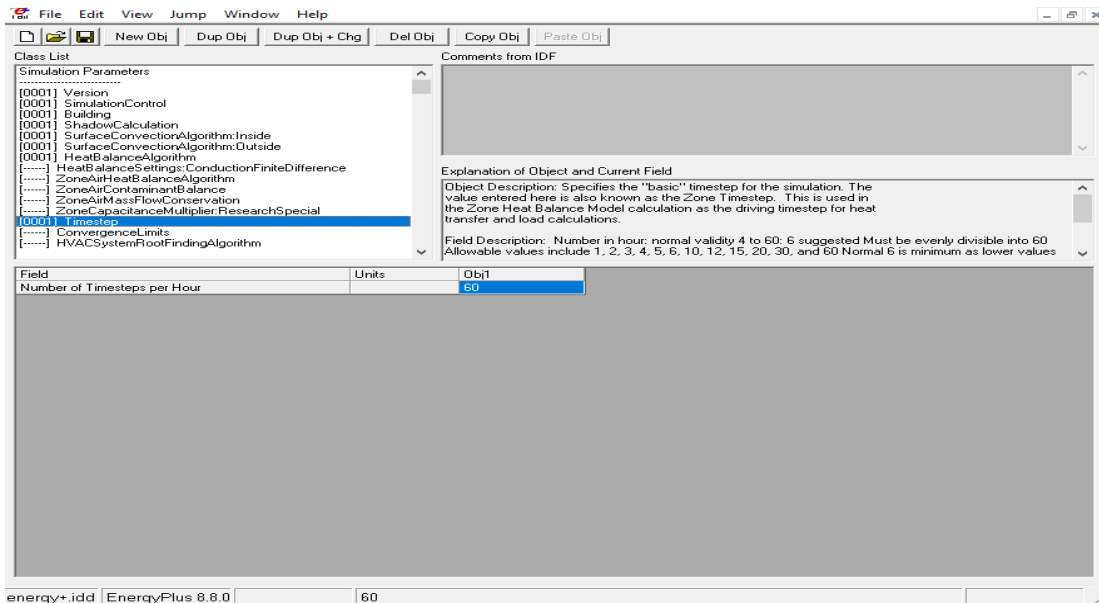 File Edit View Jump Window Help
New Obj Dup Obj Dup Obj + Chg Del Obj Copy Obj Paste Obj
Class List
Simulation Parameters
--------------------------
[0001] Version
[0001] SimulationControl
[0001] Building
[0001] ShadowCalculation
[0001] SurfaceConvectionAlgorithm:Inside
[0001] SurfaceConvectionAlgorithm:Outside
[0001] HeatBalanceAlgorithm
[------] HeatBalanceSettings:ConductionFiniteDifference
[------] ZoneAirHeatBalanceAlgorithm
[------] ZoneAirContaminantBalance
[------] ZoneAirMassFlowConservation
[------] ZoneCapacitanceMultiplier:ResearchSpecial
[0001] Timestep
[------] ConvergenceLimits
[------] HVACSystemRootFindingAlgorithm
Comments from IDF
Explanation of Object and Current Field
Object Description: Specifies the "basic" timestep for the simulation. The
value entered here is also known as the Zone Timestep. This is used in
the Zone Heat Balance Model calculation as the driving timestep for heat
transfer and load calculations.
Field Description: Number in hour: normal validity 4 to 60: 6 suggested Must be evenly divisible into 60
Allowable values include 1, 2, 3, 4, 5, 6, 10, 12, 15, 20, 30, and 60 Normal 6 is minimum as lower values
Field Units Obj1
Number of Timesteps per Hour 60
energy+.idd EnergyPlus 8.8.0 60